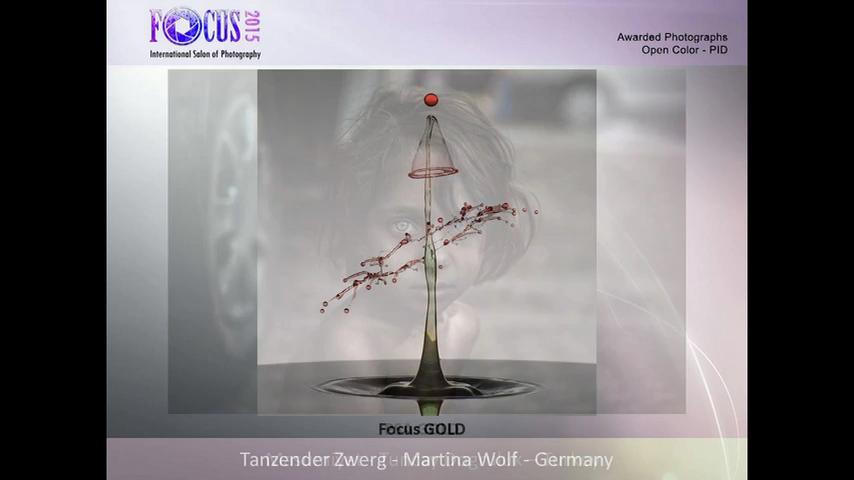 FOCUS 2015
International Salon of Photography
Awarded Photographs
Open Color - PID
Focus GOLD
Tanzender Zwerg - Martina Wolf - Germany